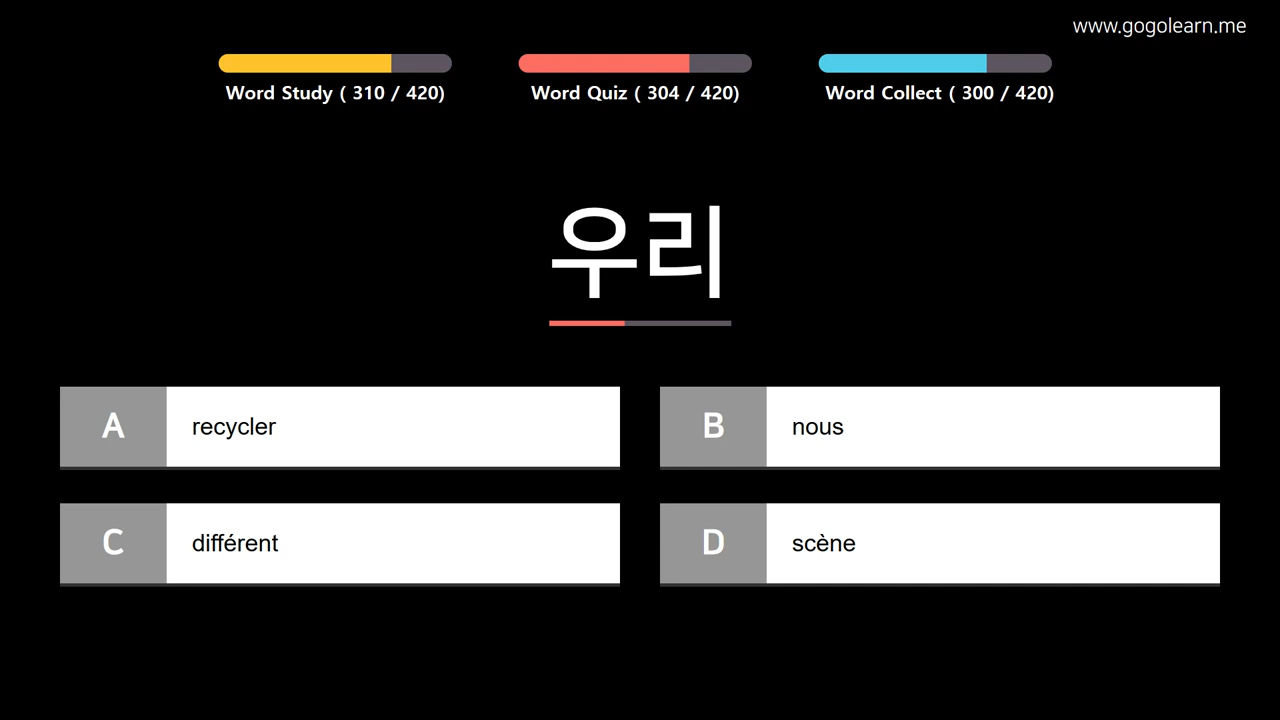 www.gogolearn.me
Word Study ( 310 / 420)
Word Quiz ( 304 / 420)
Word Collect ( 300 / 420)
우리
A recycler
B nous
C différent
D scène